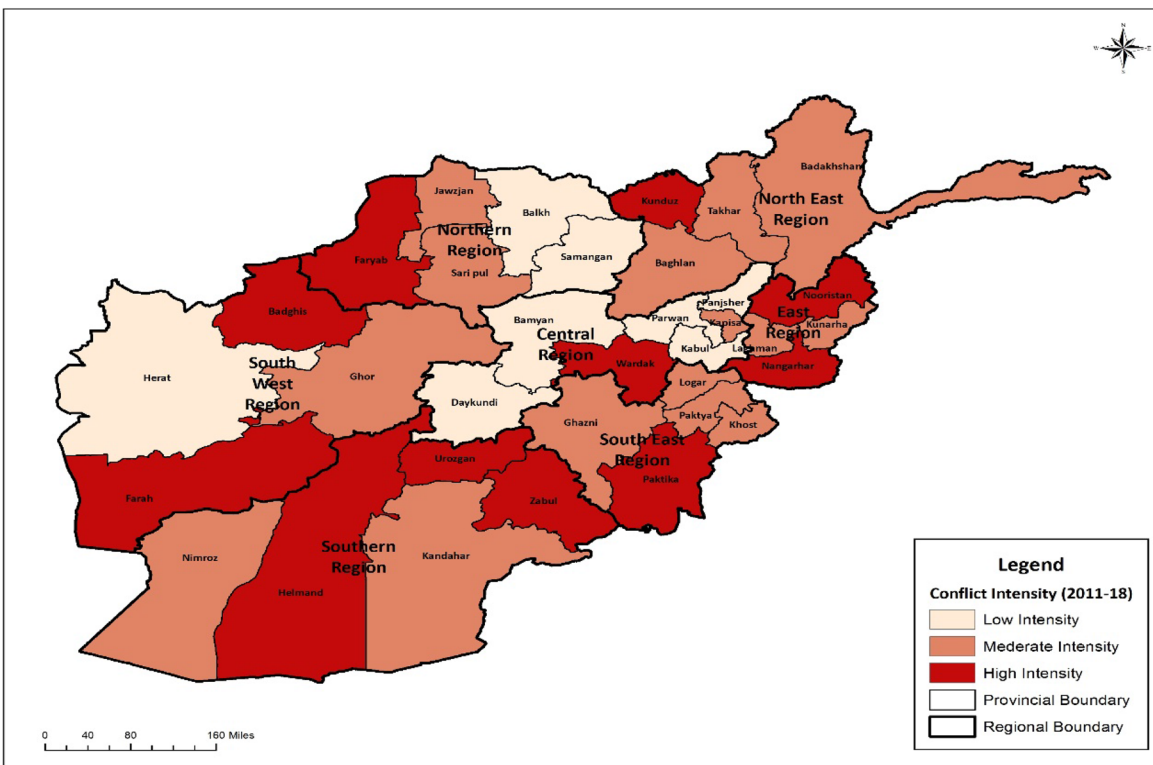 N
W E
S
Badakhshan
Jawzjan
Kunduz
Takhar
North East
Region
Balkh
Northern
Region
Faryab
Samangan
Sari pul
Baghlan
Nooristan
Panjsher
Badghis
Bamyan
Parwan
Kapisa
East
Region
Kunarha
Central
Region
Kabul
Laghman
Wardak
Nangarhar
Herat
South
West
Region
Ghor
Logar
Daykundi
Paktya
Ghazni
Khost
South East
Region
Urozgan
Paktika
Farah
Zabul
Nimroz
Southern
Region
Kandahar
Helmand
Legend
Conflict Intensity (2011-18)
Low Intensity
Mederate Intensity
High Intensity
Provincial Boundary
Regional Boundary
0 40 80 160 Miles